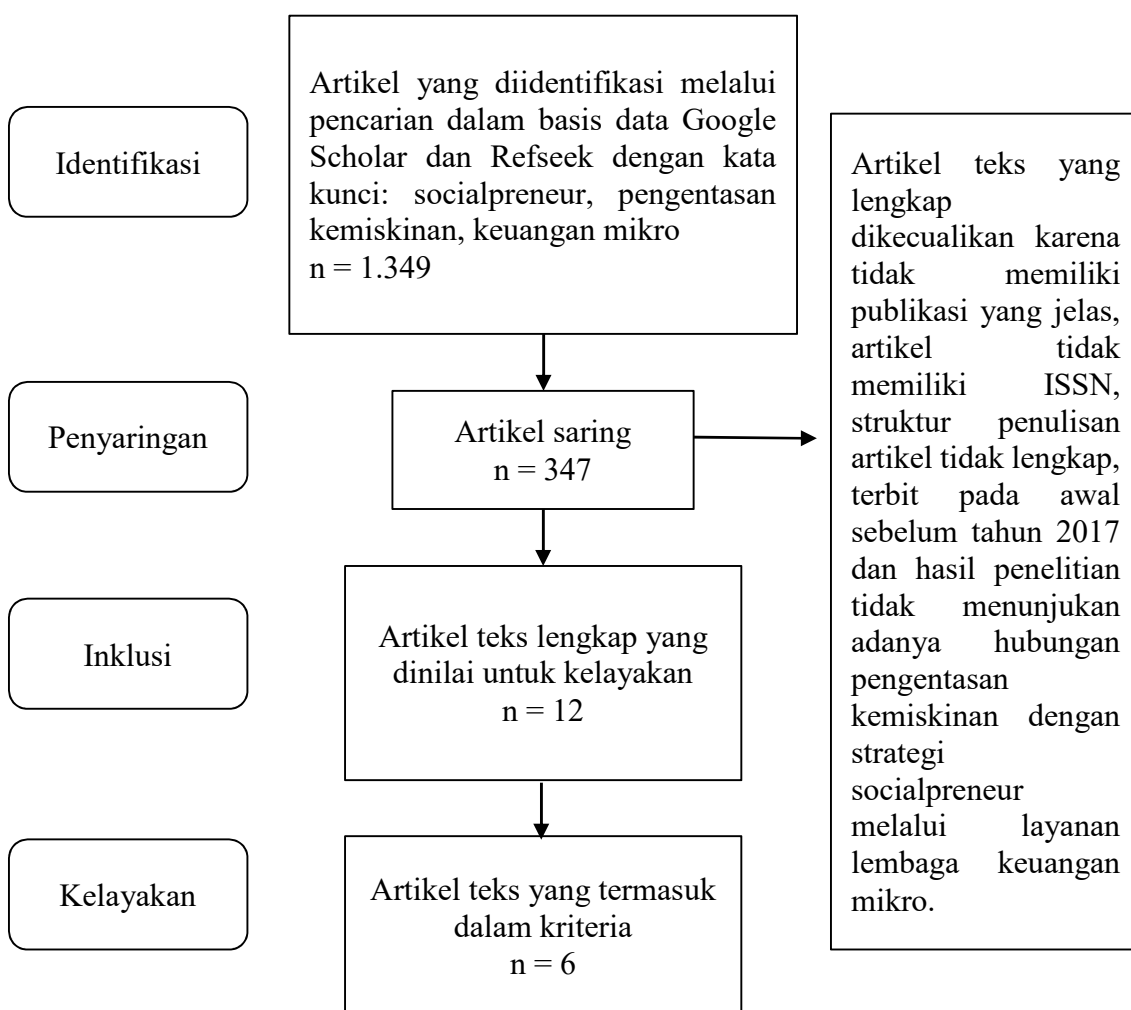 Identifikasi
Artikel yang diidentifikasi melalui
pencarian dalam basis data Google
Scholar dan Refseek dengan kata
kunci: socialpreneur, pengentasan
kemiskinan, keuangan mikro
n = 1.349
Penyaringan
Artikel saring
n = 347
Artikel teks yang
lengkap
dikecualikan karena
tidak memiliki
publikasi yang jelas,
artikel tidak
memiliki ISSN,
struktur penulisan
artikel tidak lengkap,
terbit pada awal
sebelum tahun 2017
dan hasil penelitian
tidak menunjukan
adanya hubungan
pengentasan
kemiskinan dengan
strategi
socialpreneur
melalui layanan
lembaga keuangan
mikro.
Inklusi
Artikel teks lengkap yang
dinilai untuk kelayakan
n = 12
Kelayakan
Artikel teks yang termasuk
dalam kriteria
n = 6